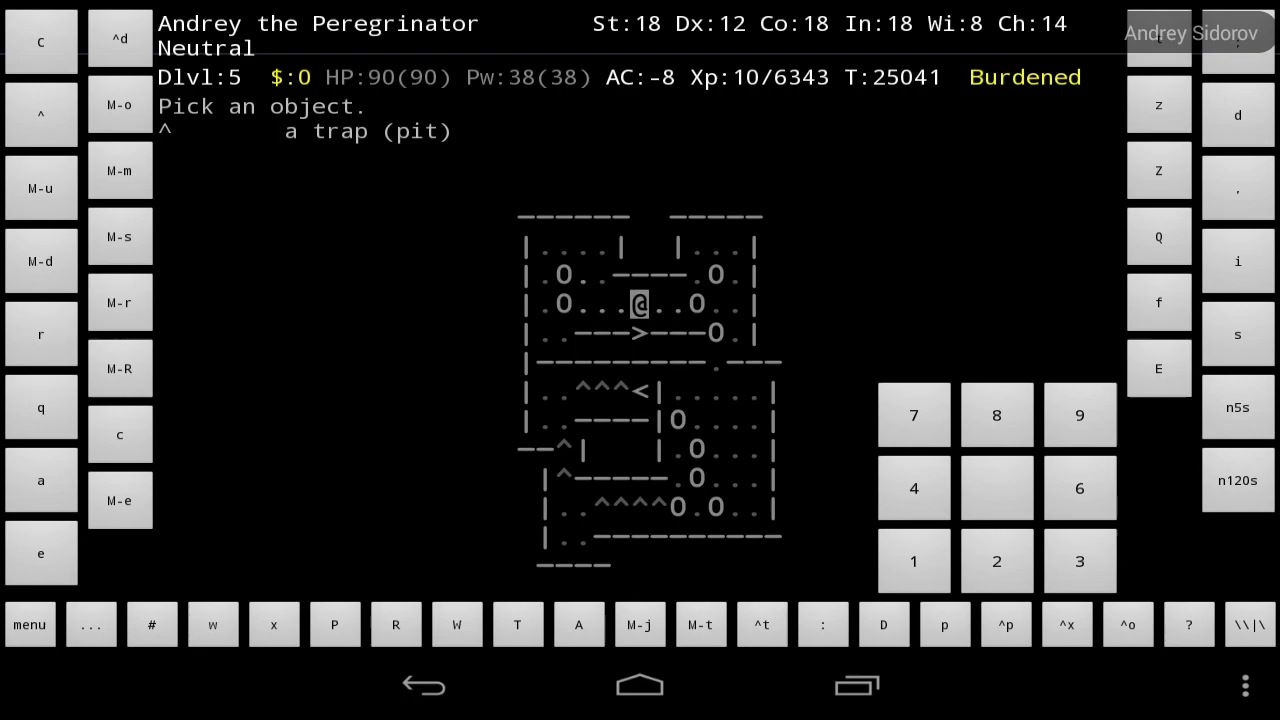 Andrey the Peregrinator St:18 Dx:12 Co:18 In:18 Wi:8 Ch:14
Neutral
Dlvl:5 $:0 HP:90(90) Pw:38(38) AC:-8 Xp:10/6343 T:25041 Burdened
Pick an object.
^ a trap (pit)
Andrey Sidorov
------  -----
|....|  |...|
.O..----.O.|
|.O...@..O..|
|..--->---O.|
|---------.---
|..^^^<|.....|
|..----|O....
--^| |.O...|
|^-----.O...
|..^^^^O.O..|
|..----------
----
c
^
M-u
M-d
r
q
a
e
^d
M-o
M-m
M-s
M-r
M-R
c
M-e
z
Z
Q
f
E
d
,
i
s
n5s
n120s
7 8 9
4 6
1 2 3
menu ... # w x P R W T A M-j M-t ^t : D p ^p ^x ^o ? \\|\